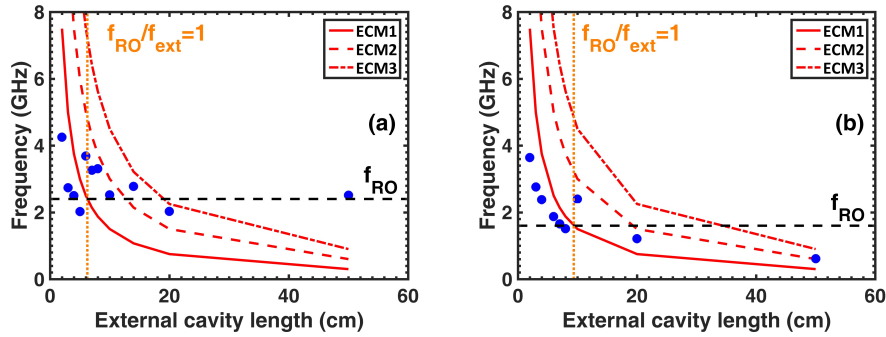 f_RO/f_ext=1
ECM1
ECM2
ECM3
(a)
f_RO
Frequency (GHz)
8
6
4
2
0
0 20 40 60
External cavity length (cm)
f_RO/f_ext=1
ECM1
ECM2
ECM3
(b)
f_RO
Frequency (GHz)
8
6
4
2
0
0 20 40 60
External cavity length (cm)